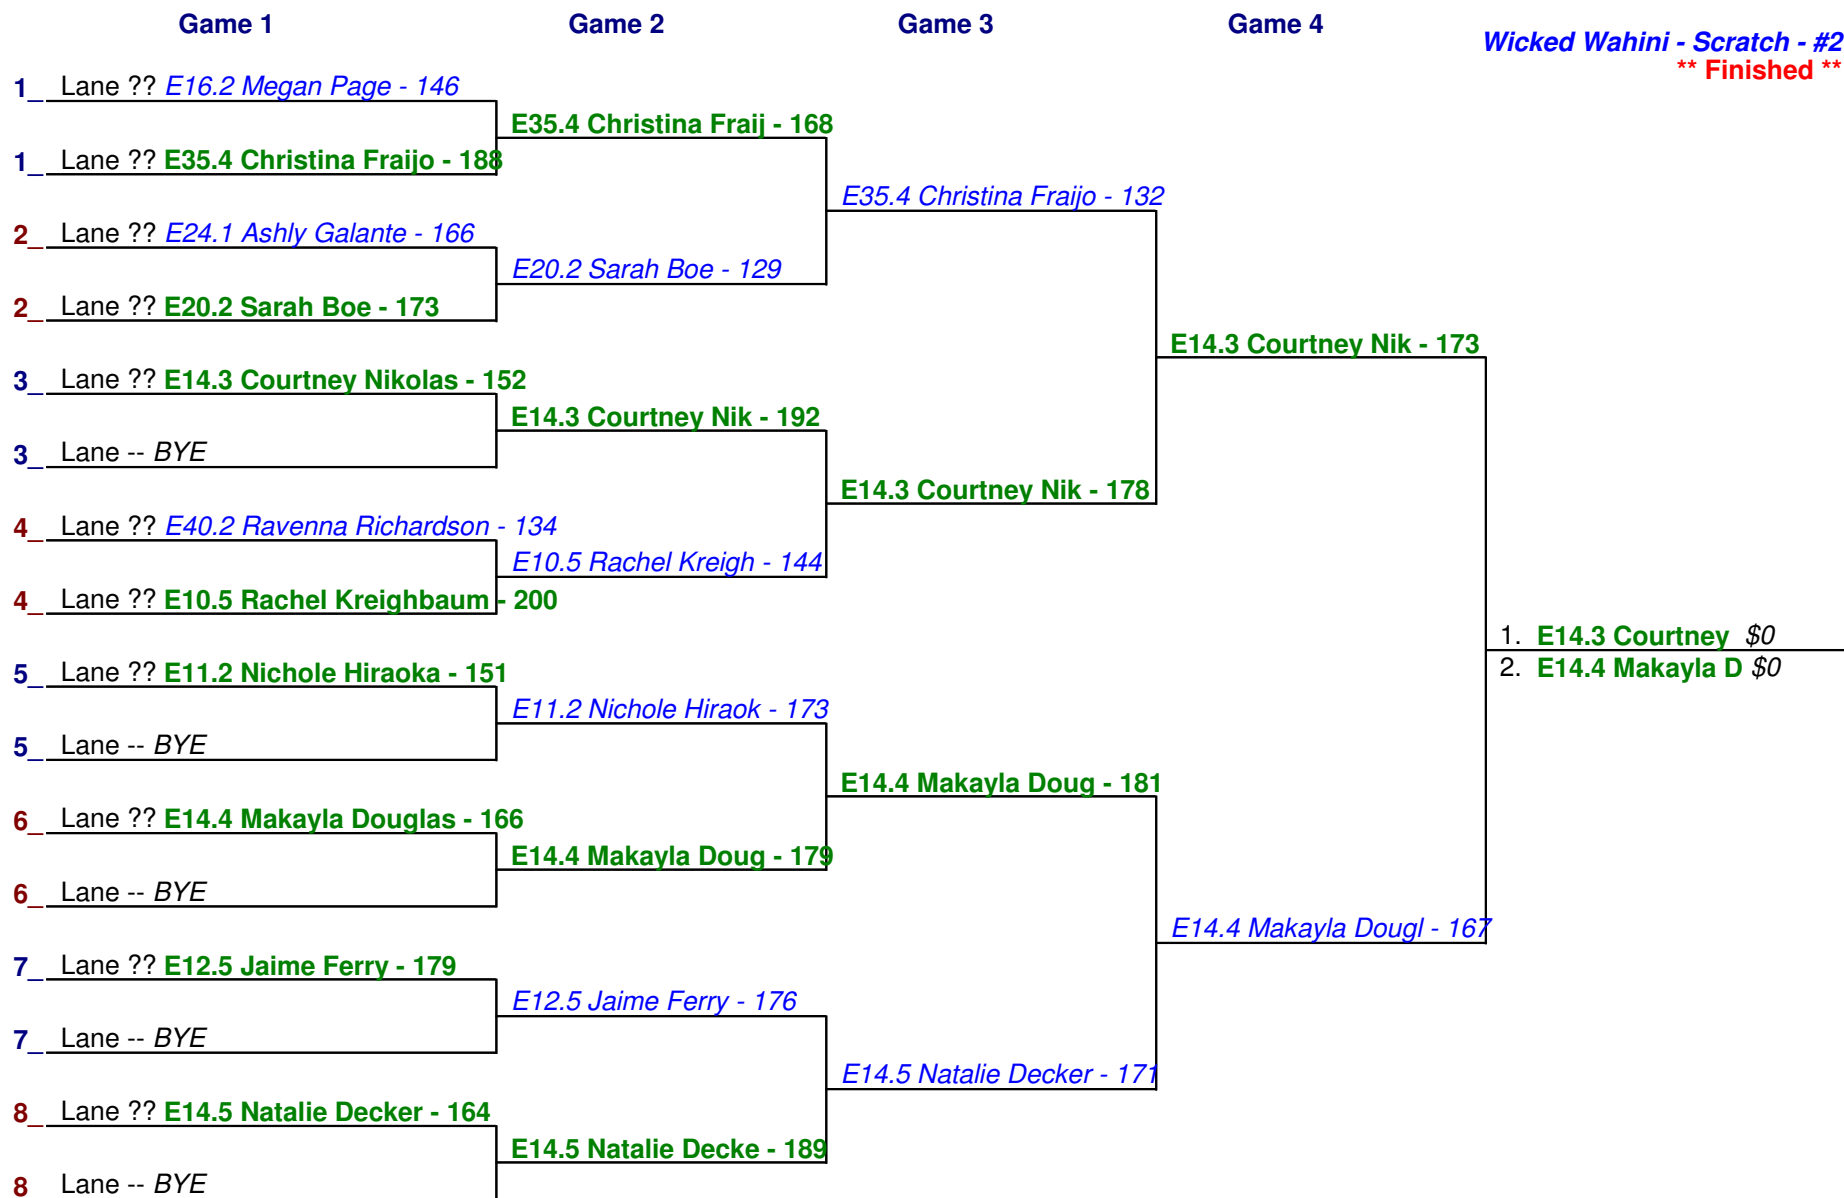 Game 1 Game 2 Game 3 Game 4
Wicked Wahini - Scratch - #2
** Finished **
1_ Lane ?? E16.2 Megan Page - 146
E35.4 Christina Fraij - 168
1_ Lane ?? E35.4 Christina Fraijo - 188
E35.4 Christina Fraijo - 132
2_ Lane ?? E24.1 Ashly Galante - 166
E20.2 Sarah Boe - 129
2_ Lane ?? E20.2 Sarah Boe - 173
E14.3 Courtney Nik - 173
3_ Lane ?? E14.3 Courtney Nikolas - 152
E14.3 Courtney Nik - 192
3_ Lane -- BYE
E14.3 Courtney Nik - 178
4_ Lane ?? E40.2 Ravenna Richardson - 134
E10.5 Rachel Kreigh - 144
4_ Lane ?? E10.5 Rachel Kreighbaum - 200
1. E14.3 Courtney $0
2. E14.4 Makayla D $0
5_ Lane ?? E11.2 Nichole Hiraoka - 151
E11.2 Nichole Hiraok - 173
5_ Lane -- BYE
E14.4 Makayla Doug - 181
6_ Lane ?? E14.4 Makayla Douglas - 166
E14.4 Makayla Doug - 179
6_ Lane -- BYE
E14.4 Makayla Dougl - 167
7_ Lane ?? E12.5 Jaime Ferry - 179
E12.5 Jaime Ferry - 176
7_ Lane -- BYE
E14.5 Natalie Decker - 171
8_ Lane ?? E14.5 Natalie Decker - 164
E14.5 Natalie Decke - 189
8 Lane -- BYE